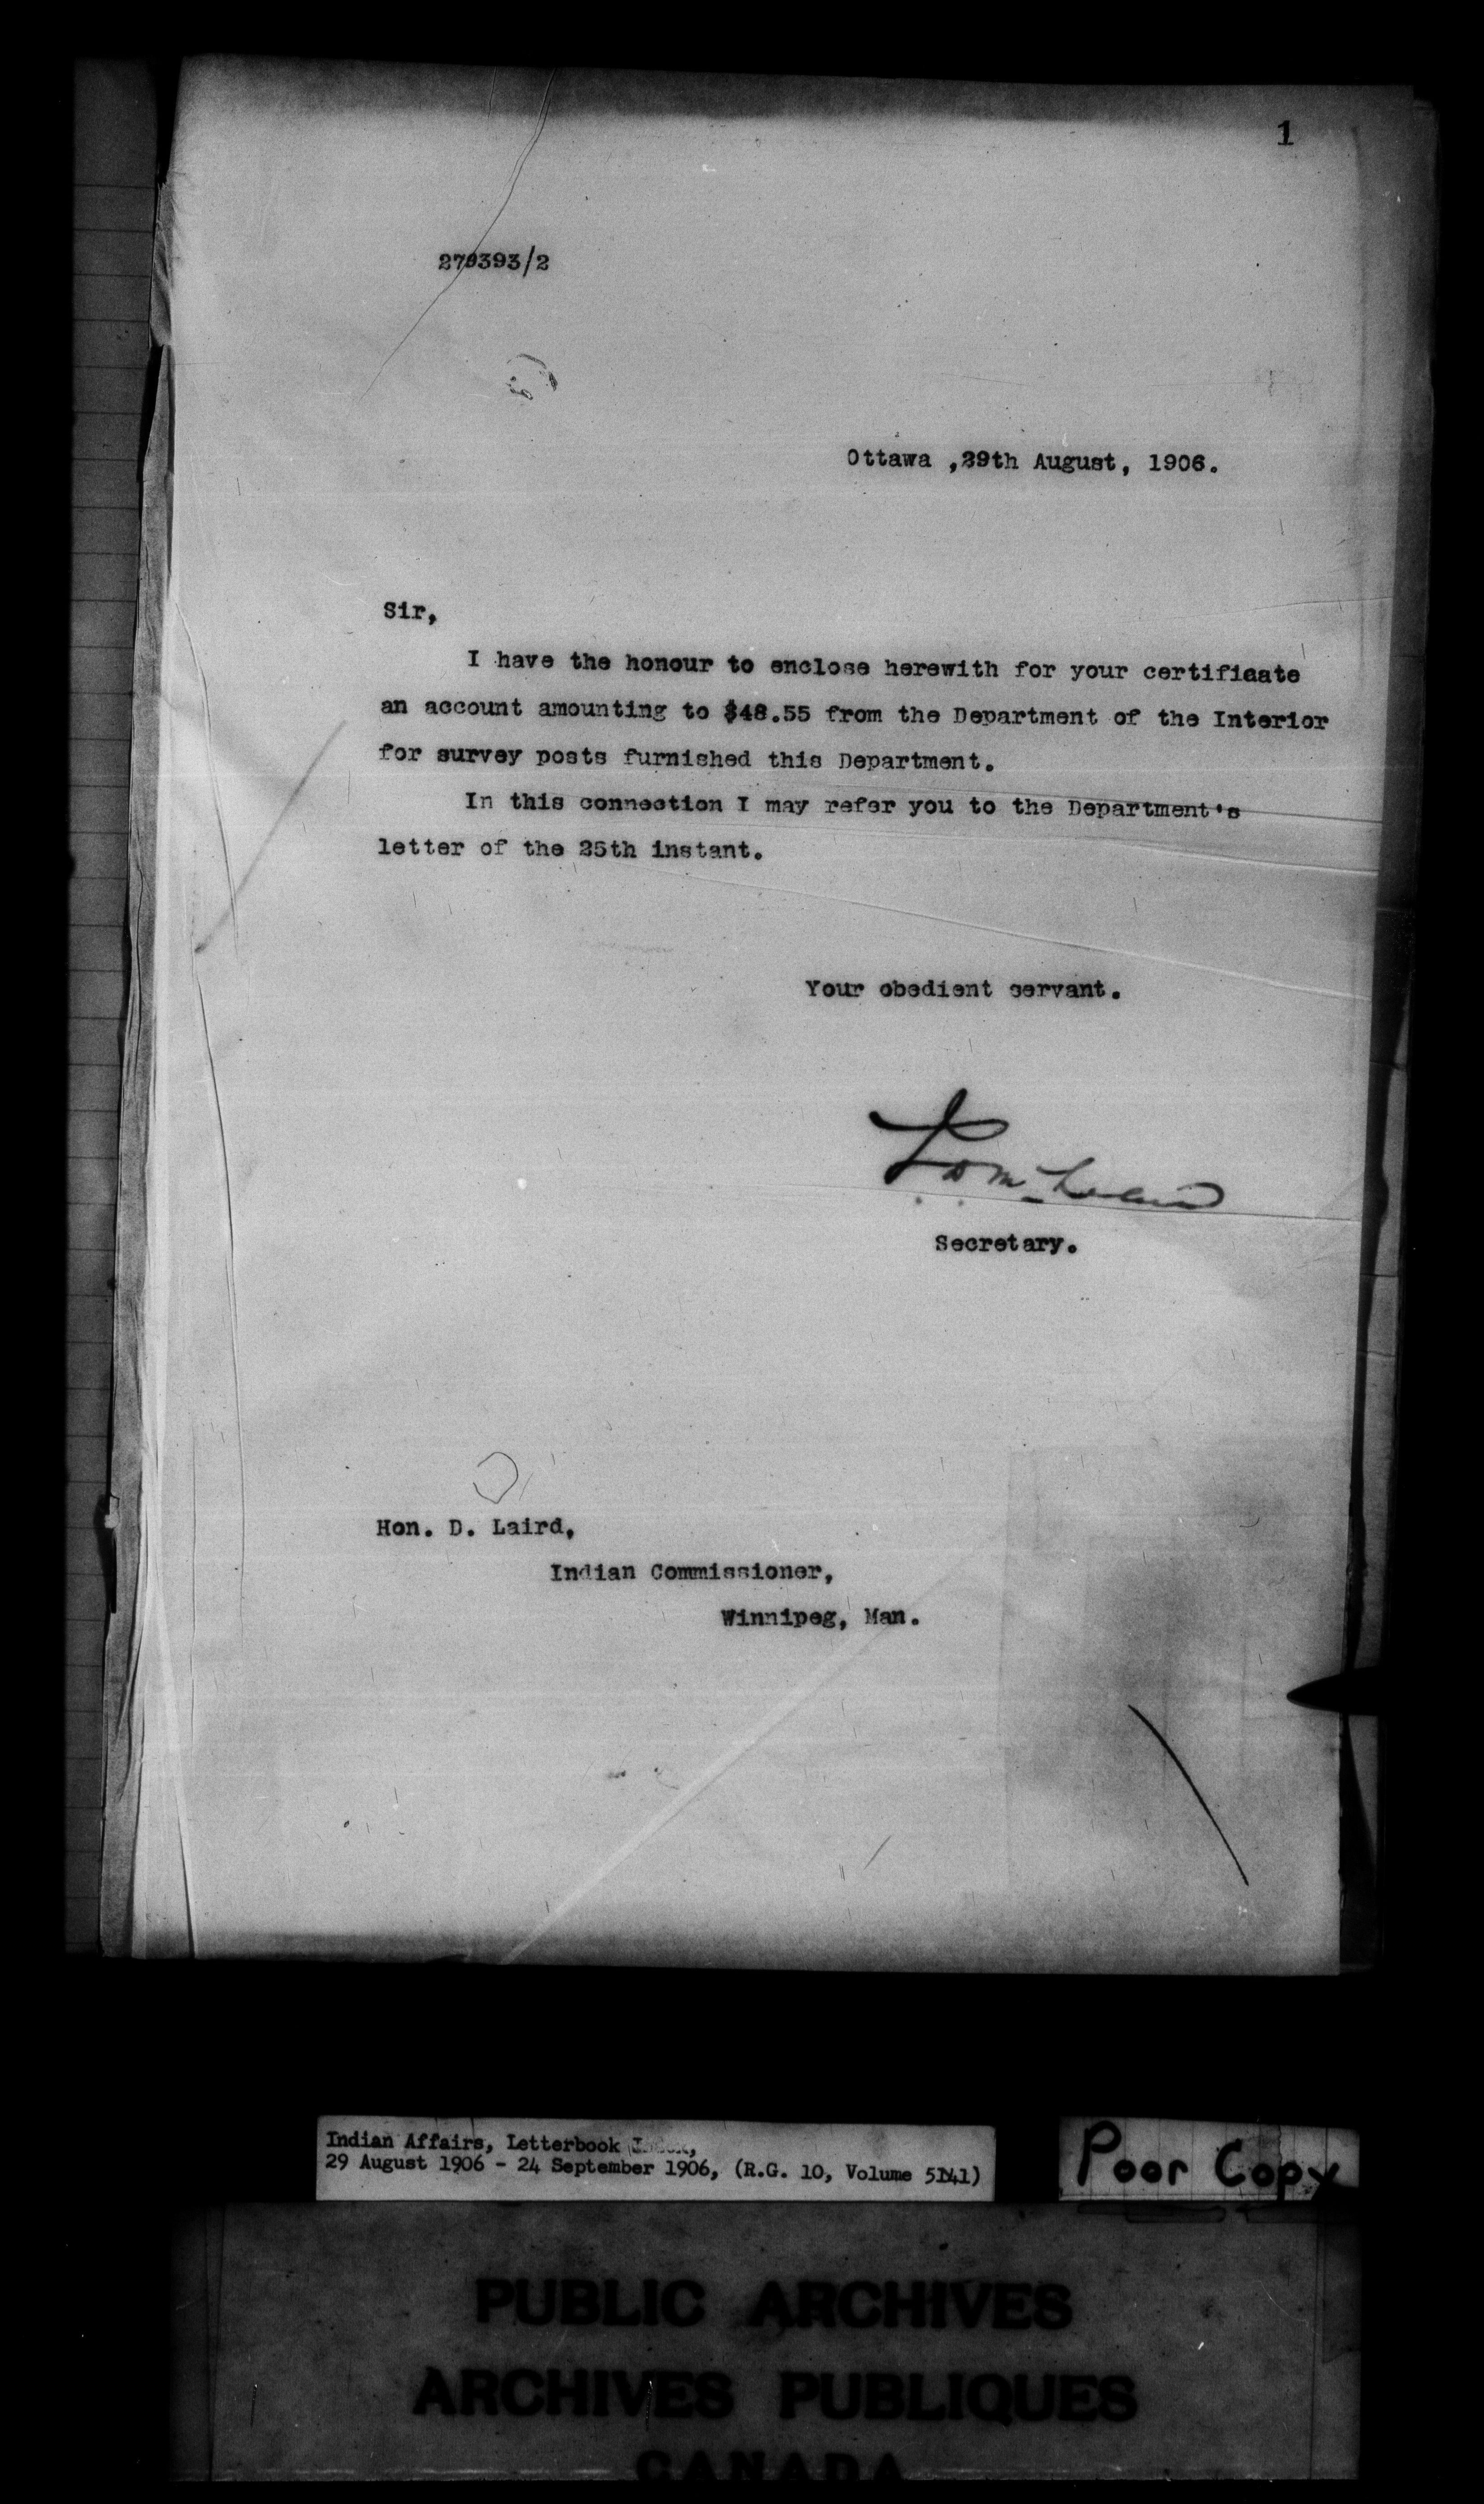 1
279393/2
Ottawa ,29th August, 1906.
Sir,
I have the honour to enclose herewith for your certificate
an account amounting to $48.55 from the Department of the Interior
for survey posts furnished this Department.
In this connection I may refer you to the Department's
letter of the 25th instant.
Your obedient servant.
Secretary.
Hon. D. Laird,
Indian Commissioner,
Winnipeg, Man.
Indian Affairs, Letterbook
29 August 1906 - 24 September 1906, (R.G. 10, Volume 5141)
Poor Copy
PUBLIC ARCHIVES
ARCHIVES PUBLIQUES
CANADA